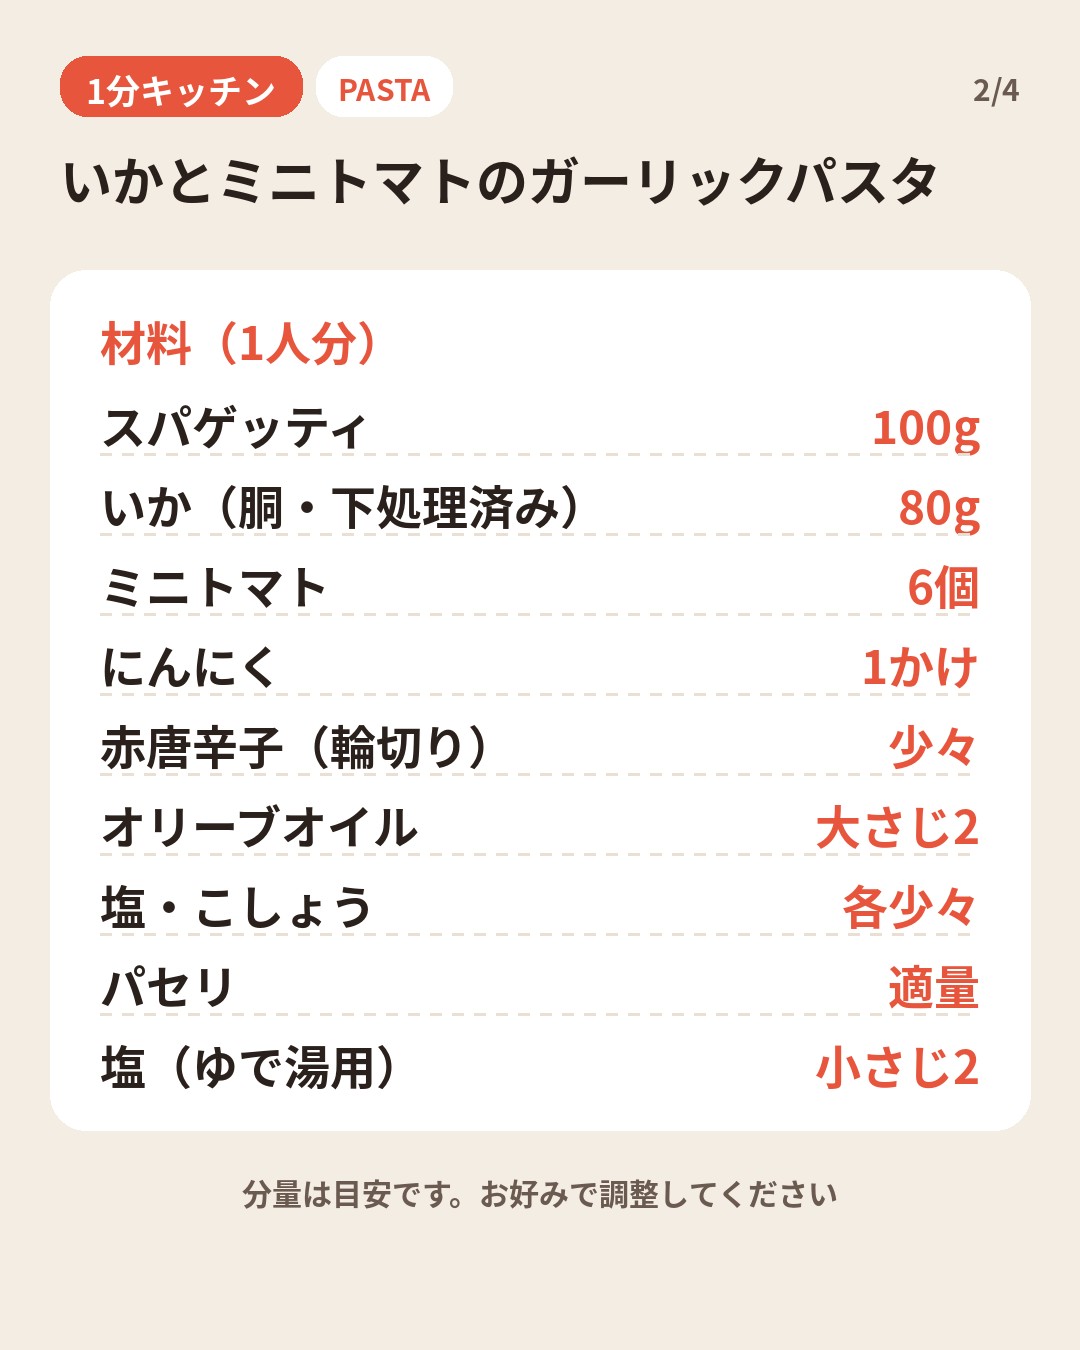 1分キッチン PASTA 2/4
いかとミニトマトのガーリックパスタ
材料（1人分）
スパゲッティ 100g
いか（胴・下処理済み） 80g
ミニトマト 6個
にんにく 1かけ
赤唐辛子（輪切り） 少々
オリーブオイル 大さじ2
塩・こしょう 各少々
パセリ 適量
塩（ゆで湯用） 小さじ2
分量は目安です。お好みで調整してください